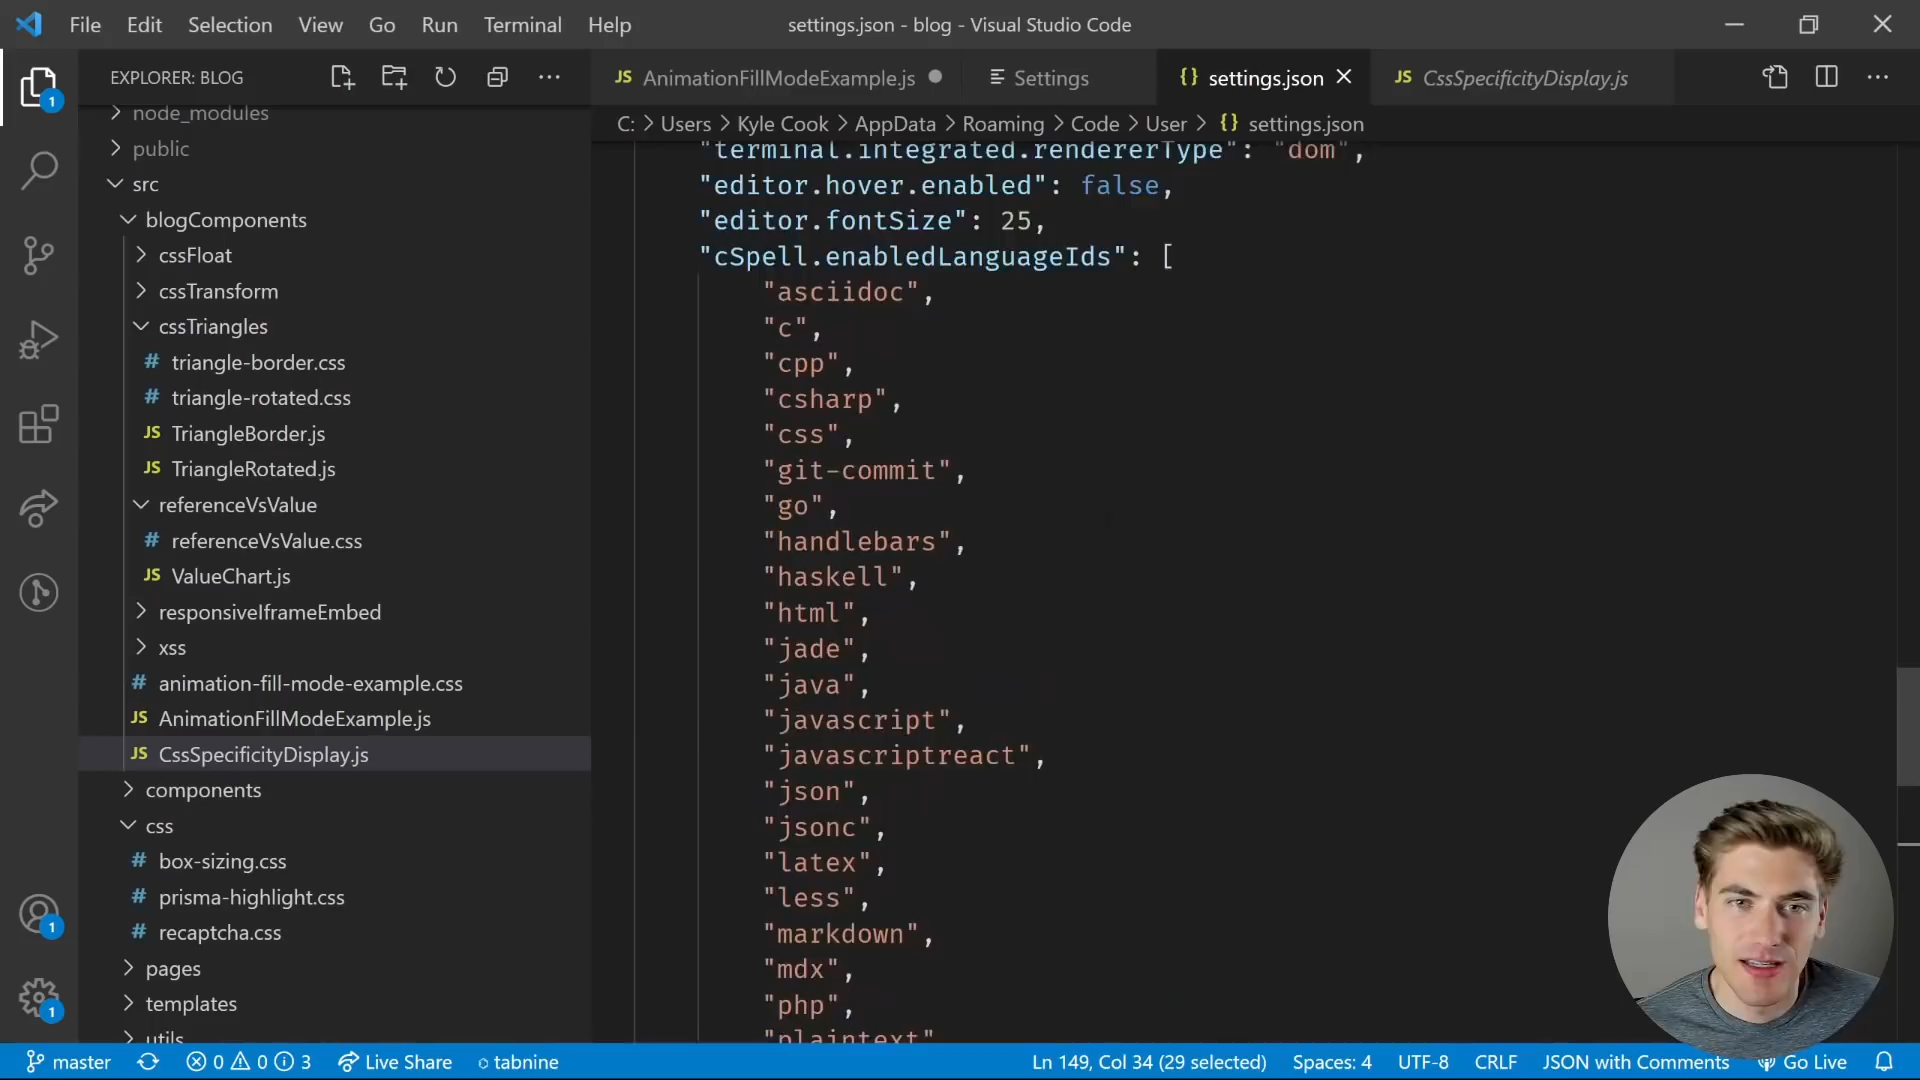 File Edit Selection View Go Run Terminal Help
settings.json - blog - Visual Studio Code
EXPLORER: BLOG
node_modules
public
src
blogComponents
cssFloat
cssTransform
cssTriangles
# triangle-border.css
# triangle-rotated.css
JS TriangleBorder.js
JS TriangleRotated.js
referenceVsValue
# referenceVsValue.css
JS ValueChart.js
responsiveIframeEmbed
xss
# animation-fill-mode-example.css
JS AnimationFillModeExample.js
JS CssSpecificityDisplay.js
components
css
# box-sizing.css
# prisma-highlight.css
# recaptcha.css
pages
templates
utils
1
1
1
JS AnimationFillModeExample.js
Settings
{} settings.json
JS CssSpecificityDisplay.js
C: > Users > Kyle Cook > AppData > Roaming > Code > User > {} settings.json
"terminal.integrated.rendererType": "dom",
"editor.hover.enabled": false,
"editor.fontSize": 25,
"cSpell.enabledLanguageIds": [
"asciidoc",
"c",
"cpp",
"csharp",
"css",
"git-commit",
"go",
"handlebars",
"haskell",
"html",
"jade",
"java",
"javascript",
"javascriptreact",
"json",
"jsonc",
"latex",
"less",
"markdown",
"mdx",
"php",
"plaintext"
master 0 0 3 Live Share tabnine
Ln 149, Col 34 (29 selected) Spaces: 4 UTF-8 CRLF JSON with Comments Go Live